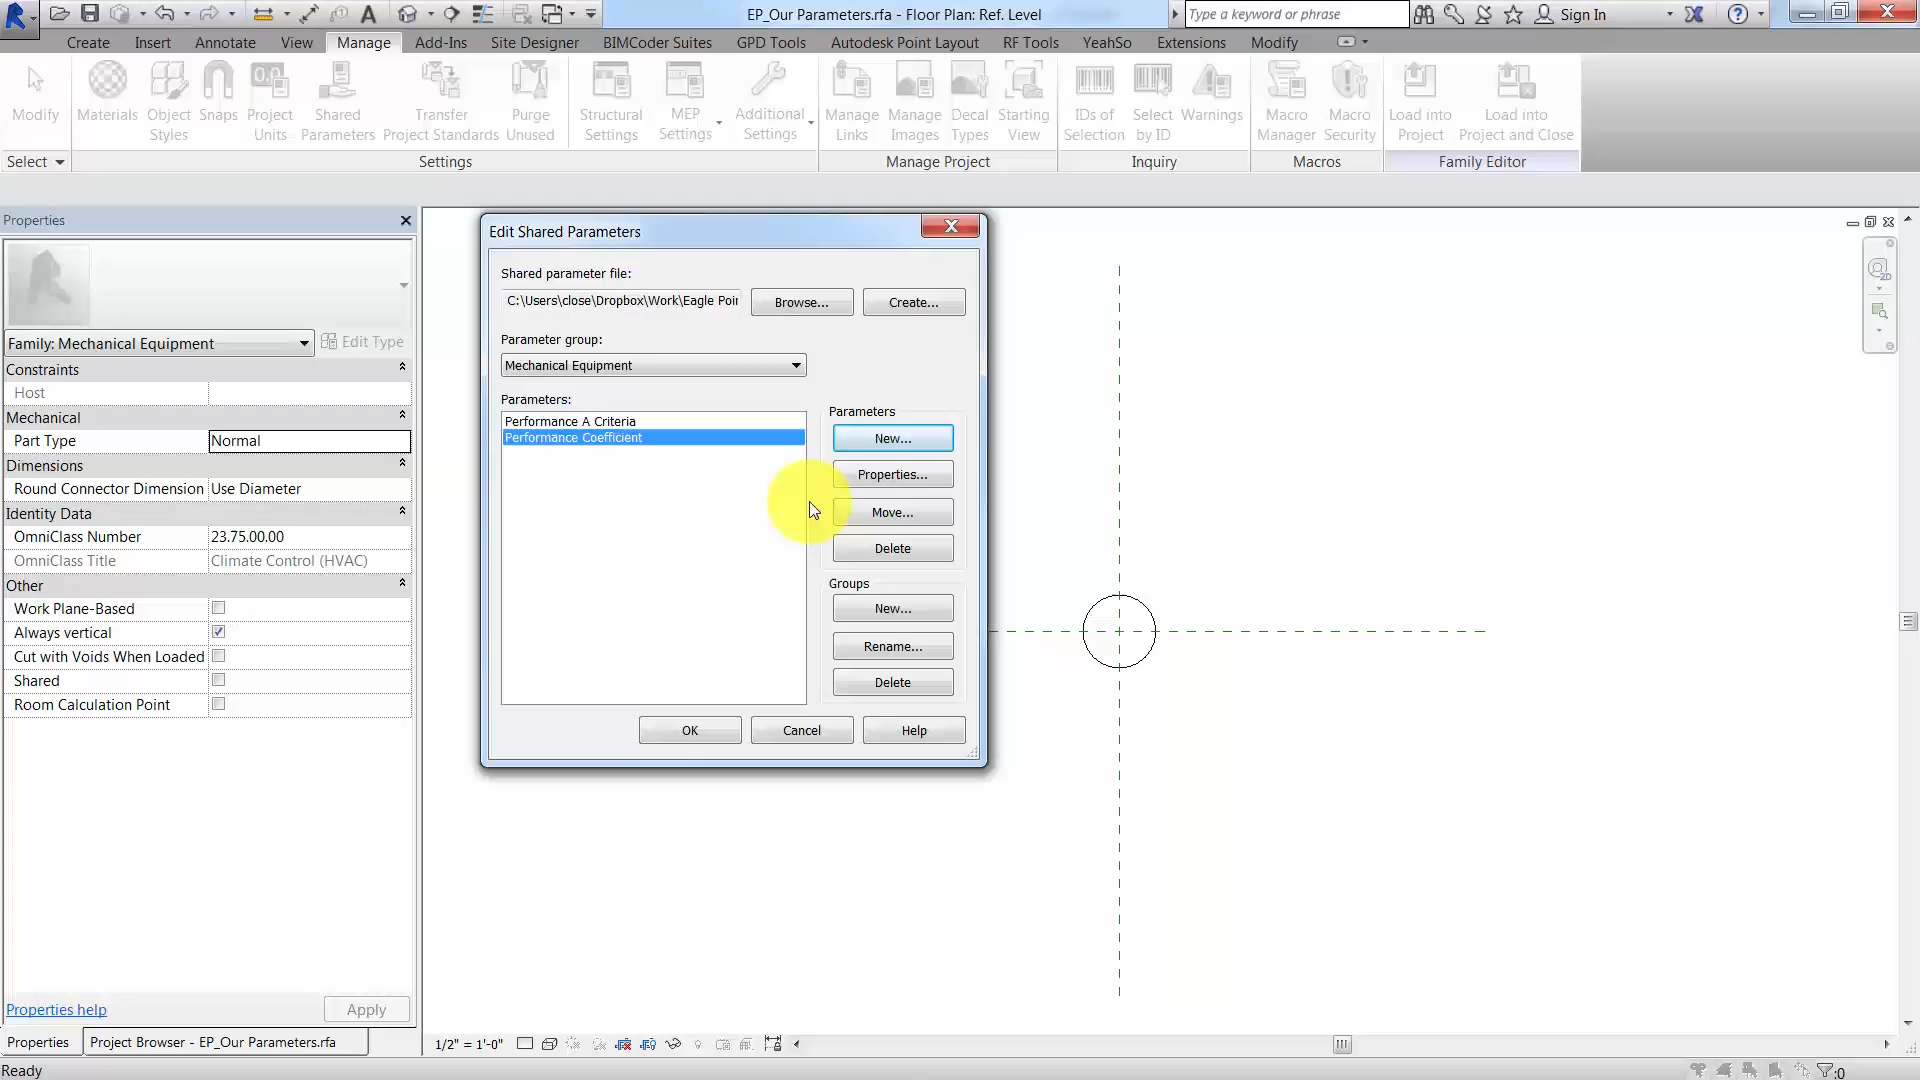 EP_Our Parameters.rfa - Floor Plan: Ref. Level
Type a keyword or phrase
Sign In
Create Insert Annotate View Manage Add-Ins Site Designer BIMCoder Suites GPD Tools Autodesk Point Layout RF Tools YeahSo Extensions Modify
Modify
Materials
Object Styles
Snaps
Project Units
Shared Parameters
Transfer Project Standards
Purge Unused
Structural Settings
MEP Settings
Additional Settings
Manage Links
Manage Images
Decal Types
Starting View
IDs of Selection
Select by ID
Warnings
Macro Manager
Macro Security
Load into Project
Load into Project and Close
Select
Settings
Manage Project
Inquiry
Macros
Family Editor
Properties
Family: Mechanical Equipment
Edit Type
Constraints
Host
Mechanical
Part Type Normal
Dimensions
Round Connector Dimension Use Diameter
Identity Data
OmniClass Number 23.75.00.00
OmniClass Title Climate Control (HVAC)
Other
Work Plane-Based
Always vertical
Cut with Voids When Loaded
Shared
Room Calculation Point
Properties help
Apply
Properties
Project Browser - EP_Our Parameters.rfa
Ready
Edit Shared Parameters
Shared parameter file:
C:\Users\close\Dropbox\Work\Eagle Poin
Browse...
Create...
Parameter group:
Mechanical Equipment
Parameters:
Performance A Criteria
Performance Coefficient
Parameters
New...
Properties...
Move...
Delete
Groups
New...
Rename...
Delete
OK
Cancel
Help
2D
1/2" = 1'-0"
:0